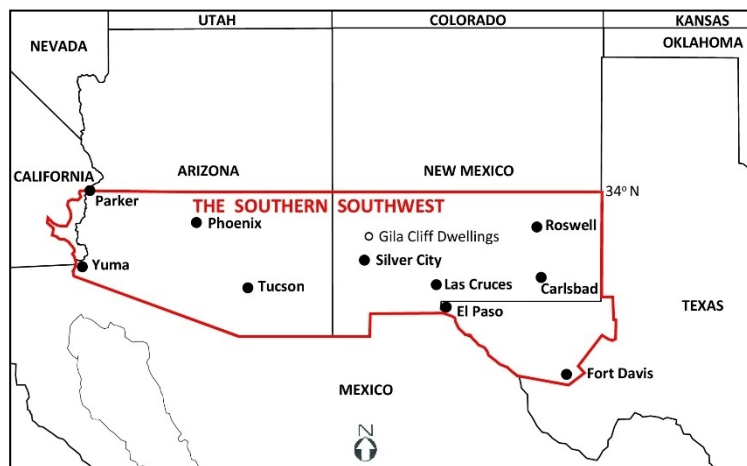 UTAH
COLORADO
KANSAS
NEVADA
OKLAHOMA
CALIFORNIA
ARIZONA
NEW MEXICO
34° N
Parker
THE SOUTHERN SOUTHWEST
Phoenix
Roswell
Gila Cliff Dwellings
Silver City
Yuma
Tucson
Las Cruces
Carlsbad
El Paso
TEXAS
Fort Davis
MEXICO
N